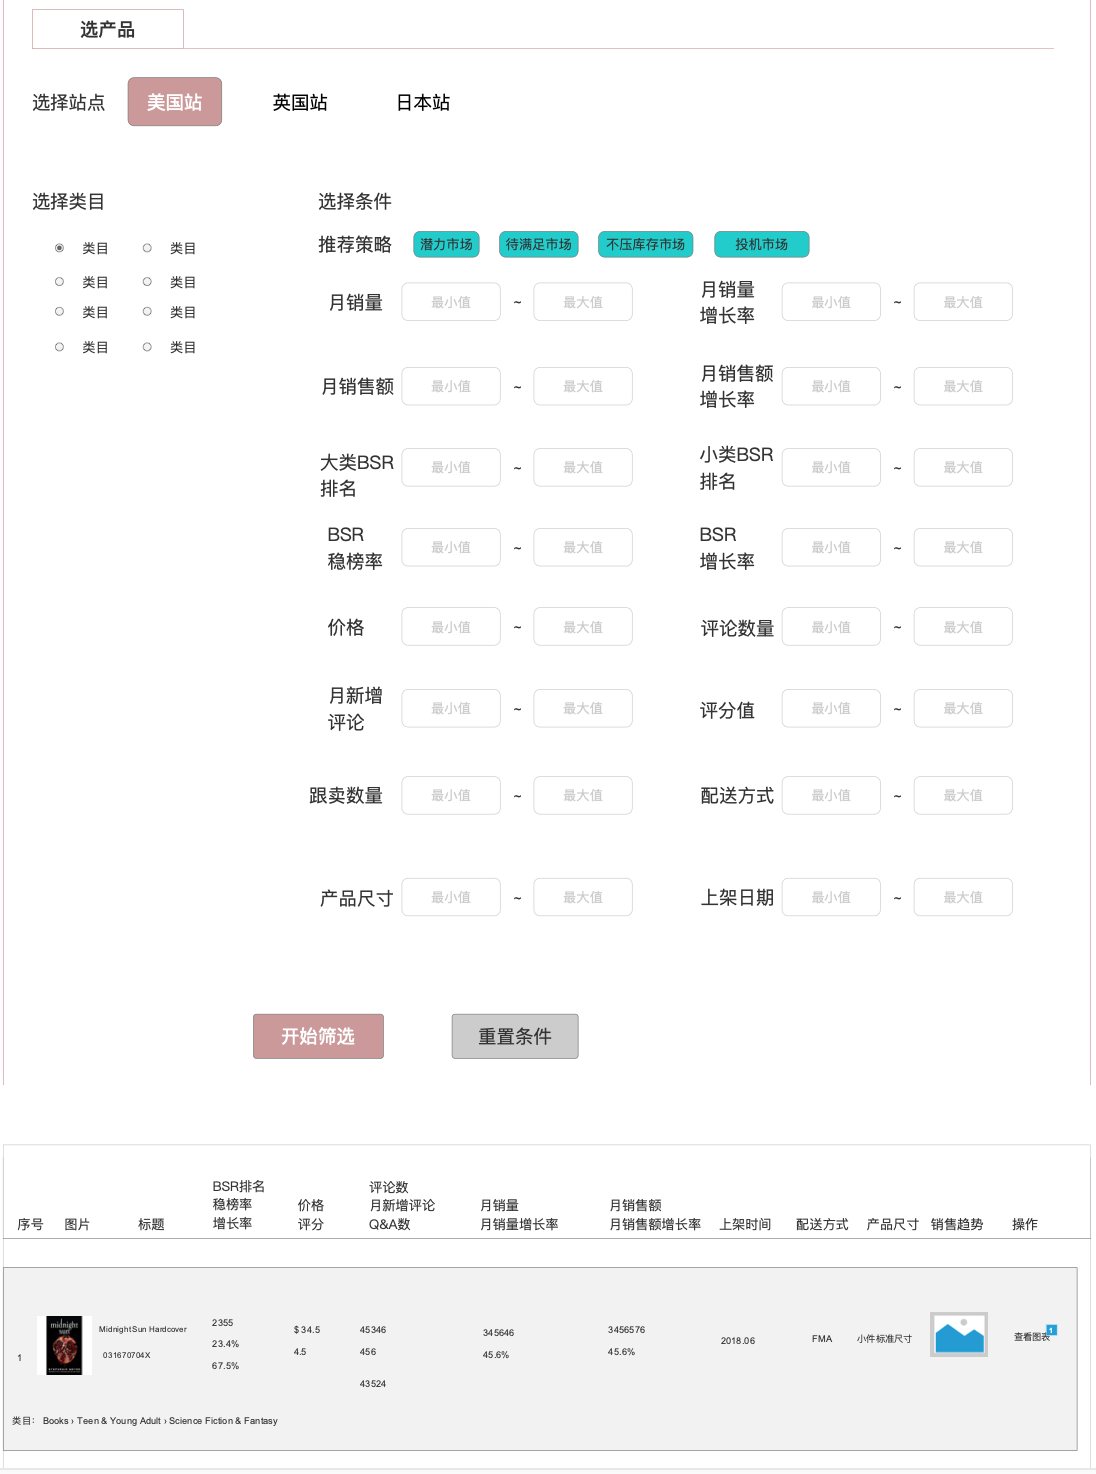 选产品
选择站点 美国站 英国站 日本站
选择类目 选择条件
推荐策略 潜力市场 待满足市场 不压库存市场 投机市场
类目 类目
类目 类目
类目 类目
类目 类目
月销量 最小值 ~ 最大值
月销量
增长率 最小值 ~ 最大值
月销售额 最小值 ~ 最大值
月销售额
增长率 最小值 ~ 最大值
大类BSR
排名 最小值 ~ 最大值
小类BSR
排名 最小值 ~ 最大值
BSR
稳榜率 最小值 ~ 最大值
BSR
增长率 最小值 ~ 最大值
价格 最小值 ~ 最大值
评论数量 最小值 ~ 最大值
月新增
评论 最小值 ~ 最大值
评分值 最小值 ~ 最大值
跟卖数量 最小值 ~ 最大值
配送方式 最小值 ~ 最大值
产品尺寸 最小值 ~ 最大值
上架日期 最小值 ~ 最大值
开始筛选 重置条件
序号
图片
标题
BSR排名
稳榜率
增长率
价格
评分
评论数
月新增评论
Q&A数
月销量
月销量增长率
月销售额
月销售额增长率
上架时间
配送方式
产品尺寸
销售趋势
操作
1
midnight
sun
Midnight Sun Hardcover
031670704X
2355
23.4%
67.5%
$ 34.5
4.5
45346
456
43524
345646
45.6%
3456576
45.6%
2018.06
FMA
小件标准尺寸
查看图表
1
类目： Books › Teen & Young Adult › Science Fiction & Fantasy